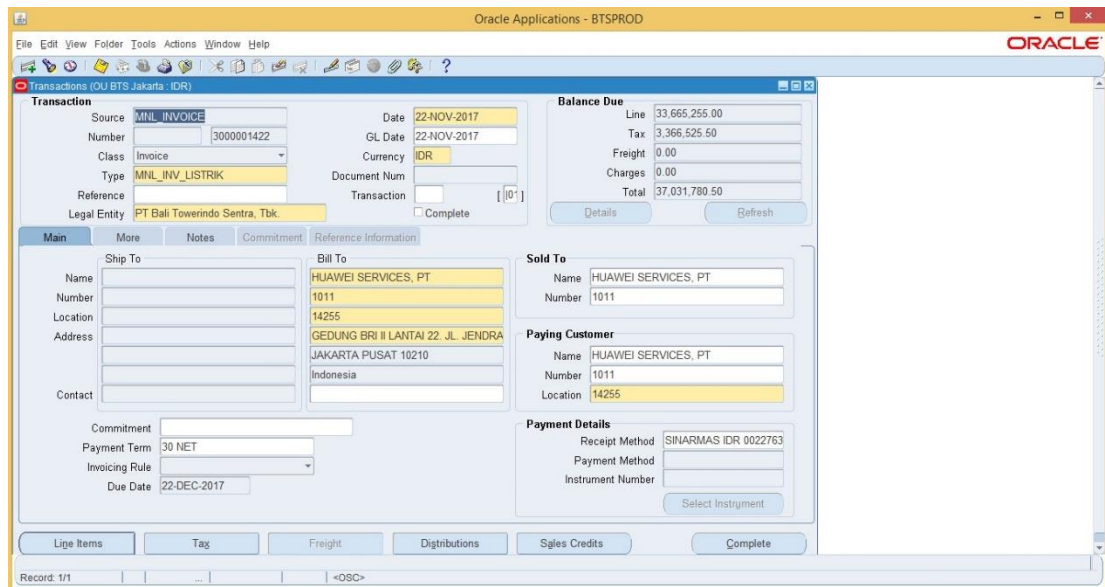 Oracle Applications - BTSPROD
File Edit View Folder Tools Actions Window Help
ORACLE
Transactions (OU BTS Jakarta : IDR)
Transaction
Source MNL_INVOICE
Number 3000001422
Class Invoice
Type MNL_INV_LISTRIK
Reference
Legal Entity PT Bali Towerindo Sentra, Tbk.
Date 22-NOV-2017
GL Date 22-NOV-2017
Currency IDR
Document Num
Transaction
Complete
Balance Due
Line 33,665,255.00
Tax 3,366,525.50
Freight 0.00
Charges 0.00
Total 37,031,780.50
Details Refresh
Main More Notes Commitment Reference Information
Ship To Bill To
Name HUAWEI SERVICES, PT
Number 1011
Location 14255
Address GEDUNG BRI II LANTAI 22. JL. JENDRA
JAKARTA PUSAT 10210
Indonesia
Contact
Sold To
Name HUAWEI SERVICES, PT
Number 1011
Paying Customer
Name HUAWEI SERVICES, PT
Number 1011
Location 14255
Commitment
Payment Term 30 NET
Invoicing Rule
Due Date 22-DEC-2017
Payment Details
Receipt Method SINARMAS IDR 0022763
Payment Method
Instrument Number
Select Instrument
Line Items Tax Freight Distributions Sales Credits Complete
Record: 1/1 ... <OSC>